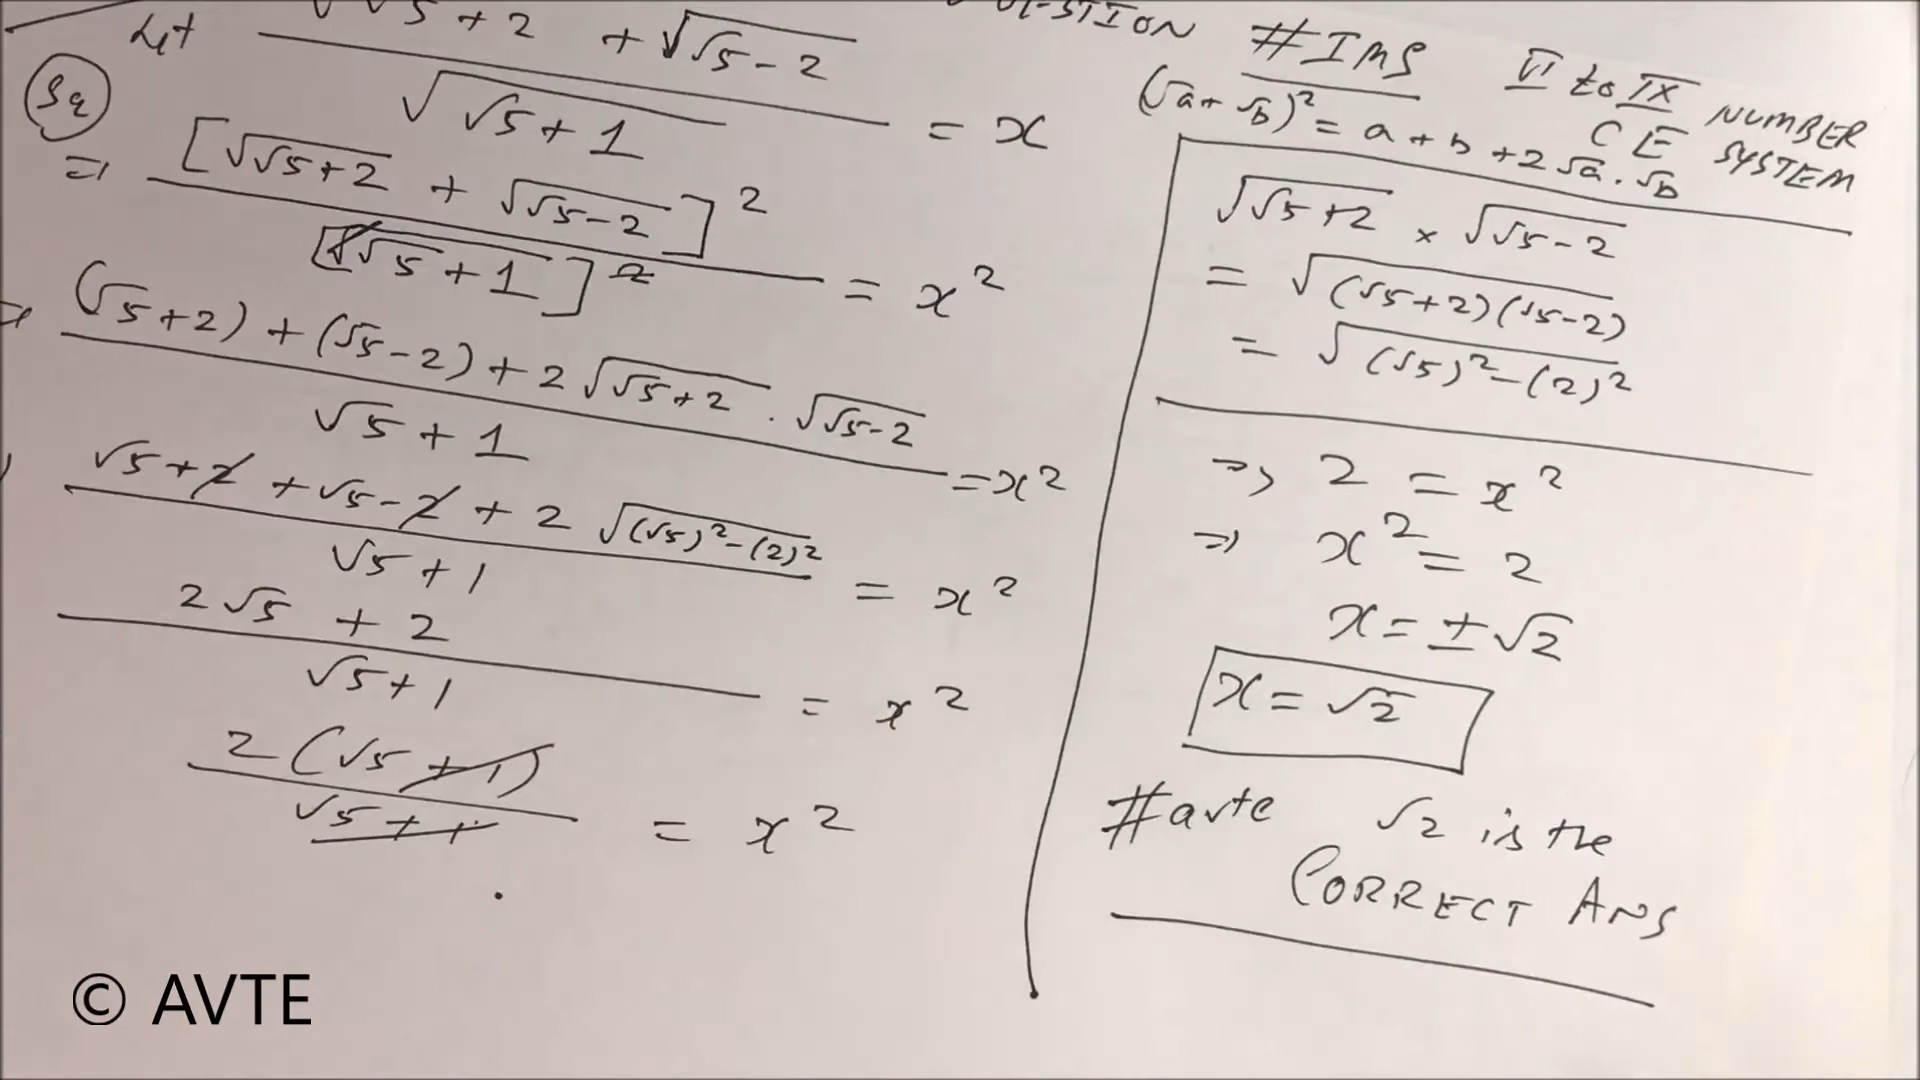 Let √(√5+2) + √(√5-2) / √(√5+1) = x
Sq
⇒ [√(√5+2) + √(√5-2)]² / [√(√5+1)]² = x²
⇒ (√5+2) + (√5-2) + 2√(√5+2) . √(√5-2) / √5+1 = x²
√5+2 + √5-2 + 2√((√5)²-(2)²) / √5+1 = x²
2√5 + 2 / √5+1 = x²
2(√5+1) / √5+1 = x²
#IMS VI to IX NUMBER
CE SYSTEM
(√a+√b)² = a+b+2√a.√b
√(√5+2) × √(√5-2)
= √((√5+2)(√5-2))
= √((√5)²-(2)²)
⇒ 2 = x²
⇒ x² = 2
x = ±√2
x = √2
#avte √2 is the
CORRECT ANS
© AVTE